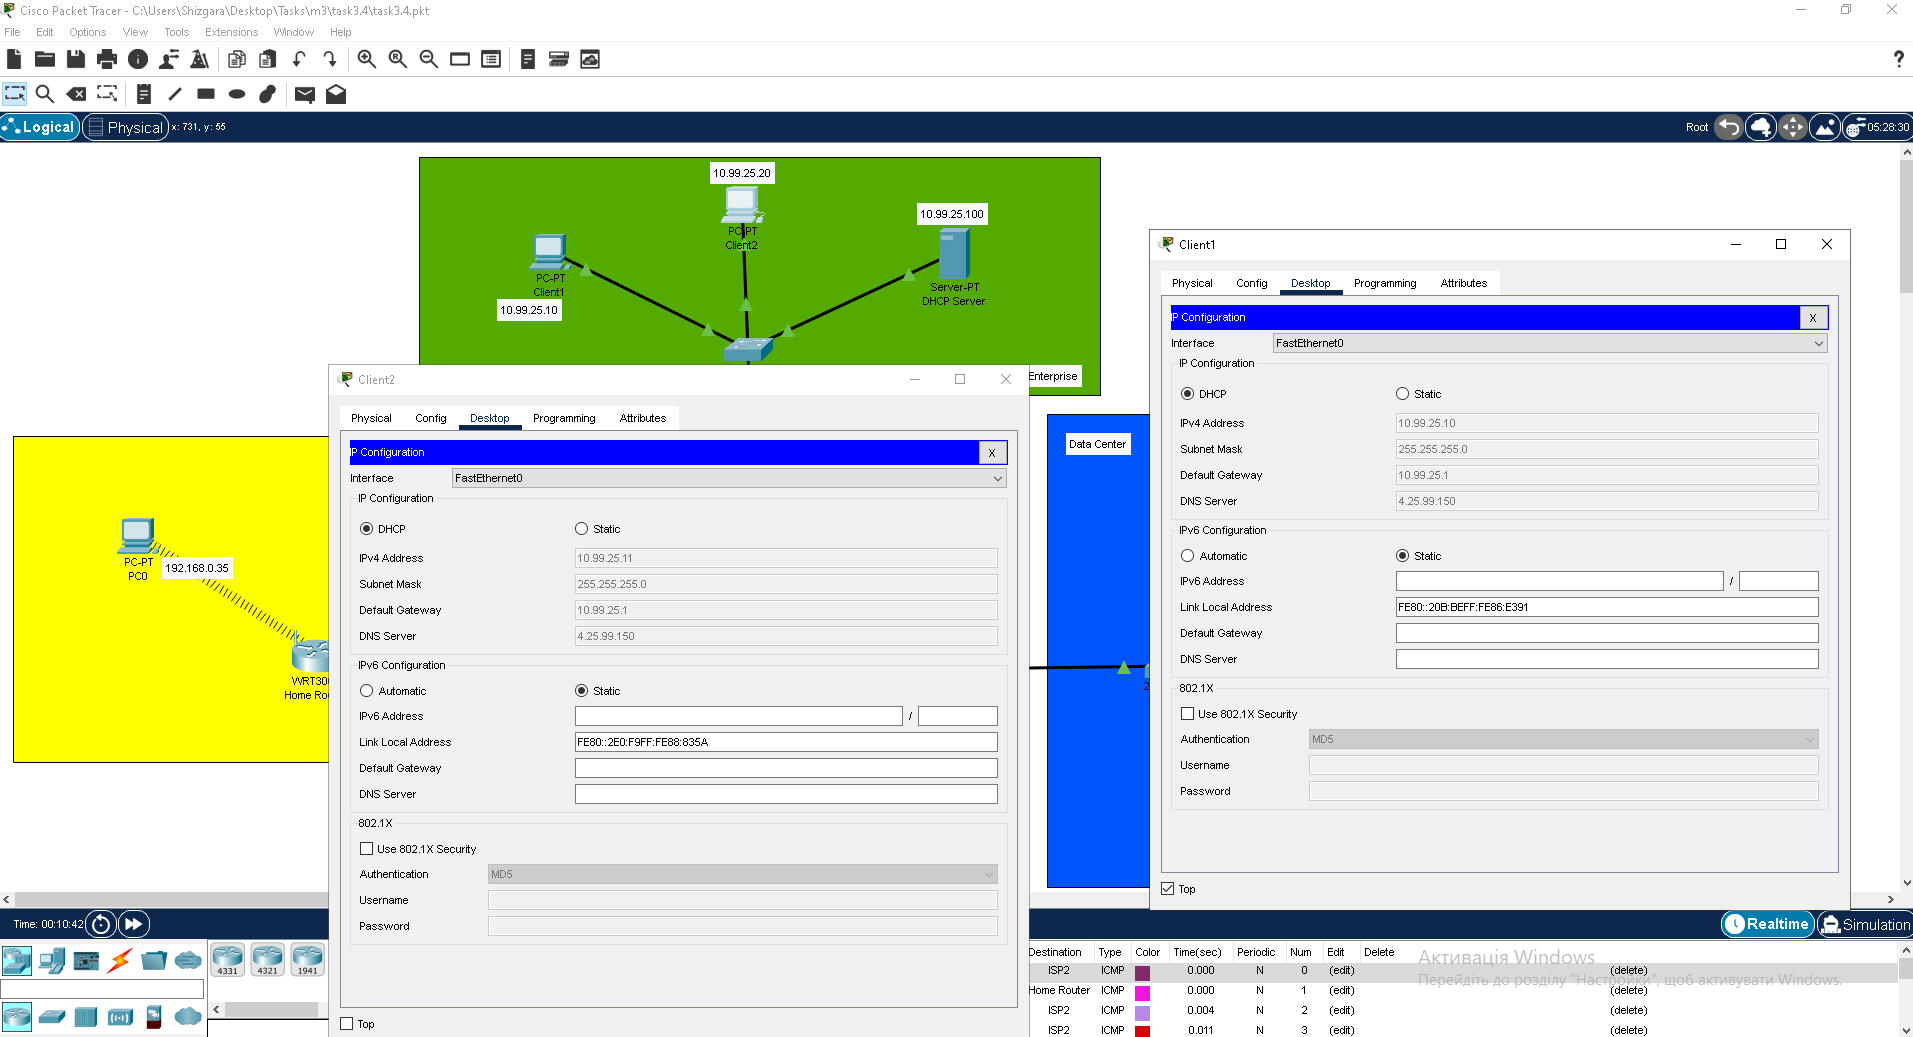 Cisco Packet Tracer - C:\Users\Shizgara\Desktop\Tasks\m3\task3.4\task3.4.pkt
File Edit Options View Tools Extensions Window Help
Logical Physical x: 731, y: 55
Root 05:28:30
10.99.25.20
PC-PT
Client2
10.99.25.100
Server-PT
DHCP Server
PC-PT
Client1
10.99.25.10
Enterprise
Data Center
PC-PT
PC0
192.168.0.35
WRT300
Home Rou
2
Client2
Physical Config Desktop Programming Attributes
IP Configuration X
Interface FastEthernet0
IP Configuration
DHCP Static
IPv4 Address 10.99.25.11
Subnet Mask 255.255.255.0
Default Gateway 10.99.25.1
DNS Server 4.25.99.150
IPv6 Configuration
Automatic Static
IPv6 Address /
Link Local Address FE80::2E0:F9FF:FE88:835A
Default Gateway
DNS Server
802.1X
Use 802.1X Security
Authentication MD5
Username
Password
Top
Client1
Physical Config Desktop Programming Attributes
IP Configuration X
Interface FastEthernet0
IP Configuration
DHCP Static
IPv4 Address 10.99.25.10
Subnet Mask 255.255.255.0
Default Gateway 10.99.25.1
DNS Server 4.25.99.150
IPv6 Configuration
Automatic Static
IPv6 Address /
Link Local Address FE80::20B:BEFF:FE86:E391
Default Gateway
DNS Server
802.1X
Use 802.1X Security
Authentication MD5
Username
Password
Top
Time: 00:10:42
Realtime Simulation
4331 4321 1941
Destination Type Color Time(sec) Periodic Num Edit Delete
ISP2 ICMP 0.000 N 0 (edit) (delete)
Home Router ICMP 0.000 N 1 (edit) (delete)
ISP2 ICMP 0.004 N 2 (edit) (delete)
ISP2 ICMP 0.011 N 3 (edit) (delete)
Активація Windows
Перейдіть до розділу "Настройки", щоб активувати Windows.